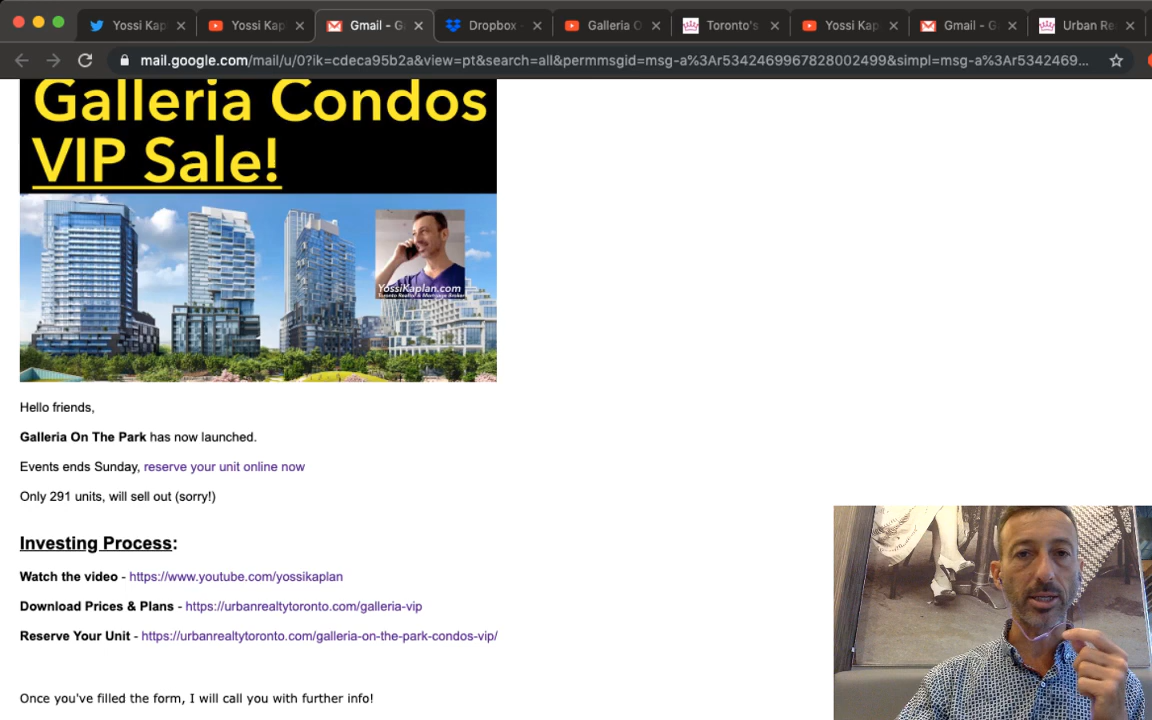 Yossi Kap
Yossi Kap
Gmail - G
Dropbox -
Galleria O
Toronto's
Yossi Kap
Gmail - G
Urban Re
mail.google.com/mail/u/0?ik=cdeca95b2a&view=pt&search=all&permmsgid=msg-a%3Ar5342469967828002499&simpl=msg-a%3Ar5342469...
Galleria Condos
VIP Sale!
YossiKaplan.com
Toronto Realtor & Mortgage Broker
Hello friends,
Galleria On The Park has now launched.
Events ends Sunday, reserve your unit online now
Only 291 units, will sell out (sorry!)
Investing Process:
Watch the video - https://www.youtube.com/yossikaplan
Download Prices & Plans - https://urbanrealtytoronto.com/galleria-vip
Reserve Your Unit - https://urbanrealtytoronto.com/galleria-on-the-park-condos-vip/
Once you've filled the form, I will call you with further info!